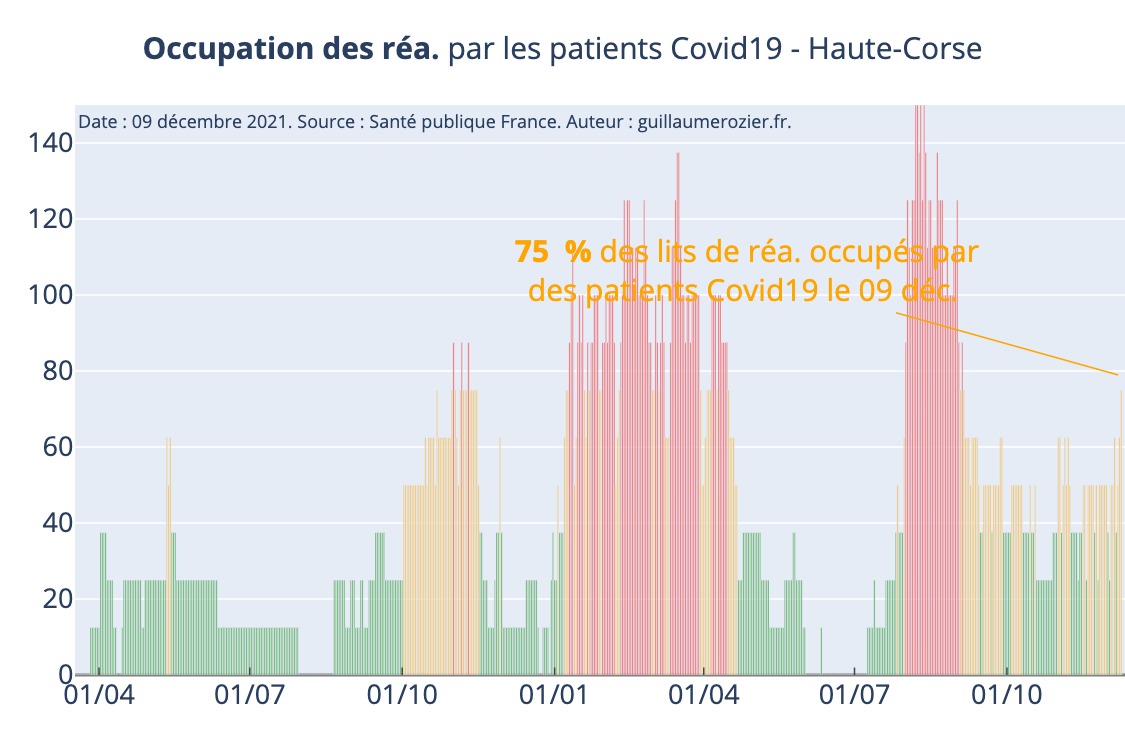 Occupation des réa. par les patients Covid19 - Haute-Corse
Date : 09 décembre 2021. Source : Santé publique France. Auteur : guillaumerozier.fr.
140
120
75 % des lits de réa. occupés par
des patients Covid19 le 09 déc.
100
80
60
40
20
0
01/04 01/07 01/10 01/01 01/04 01/07 01/10